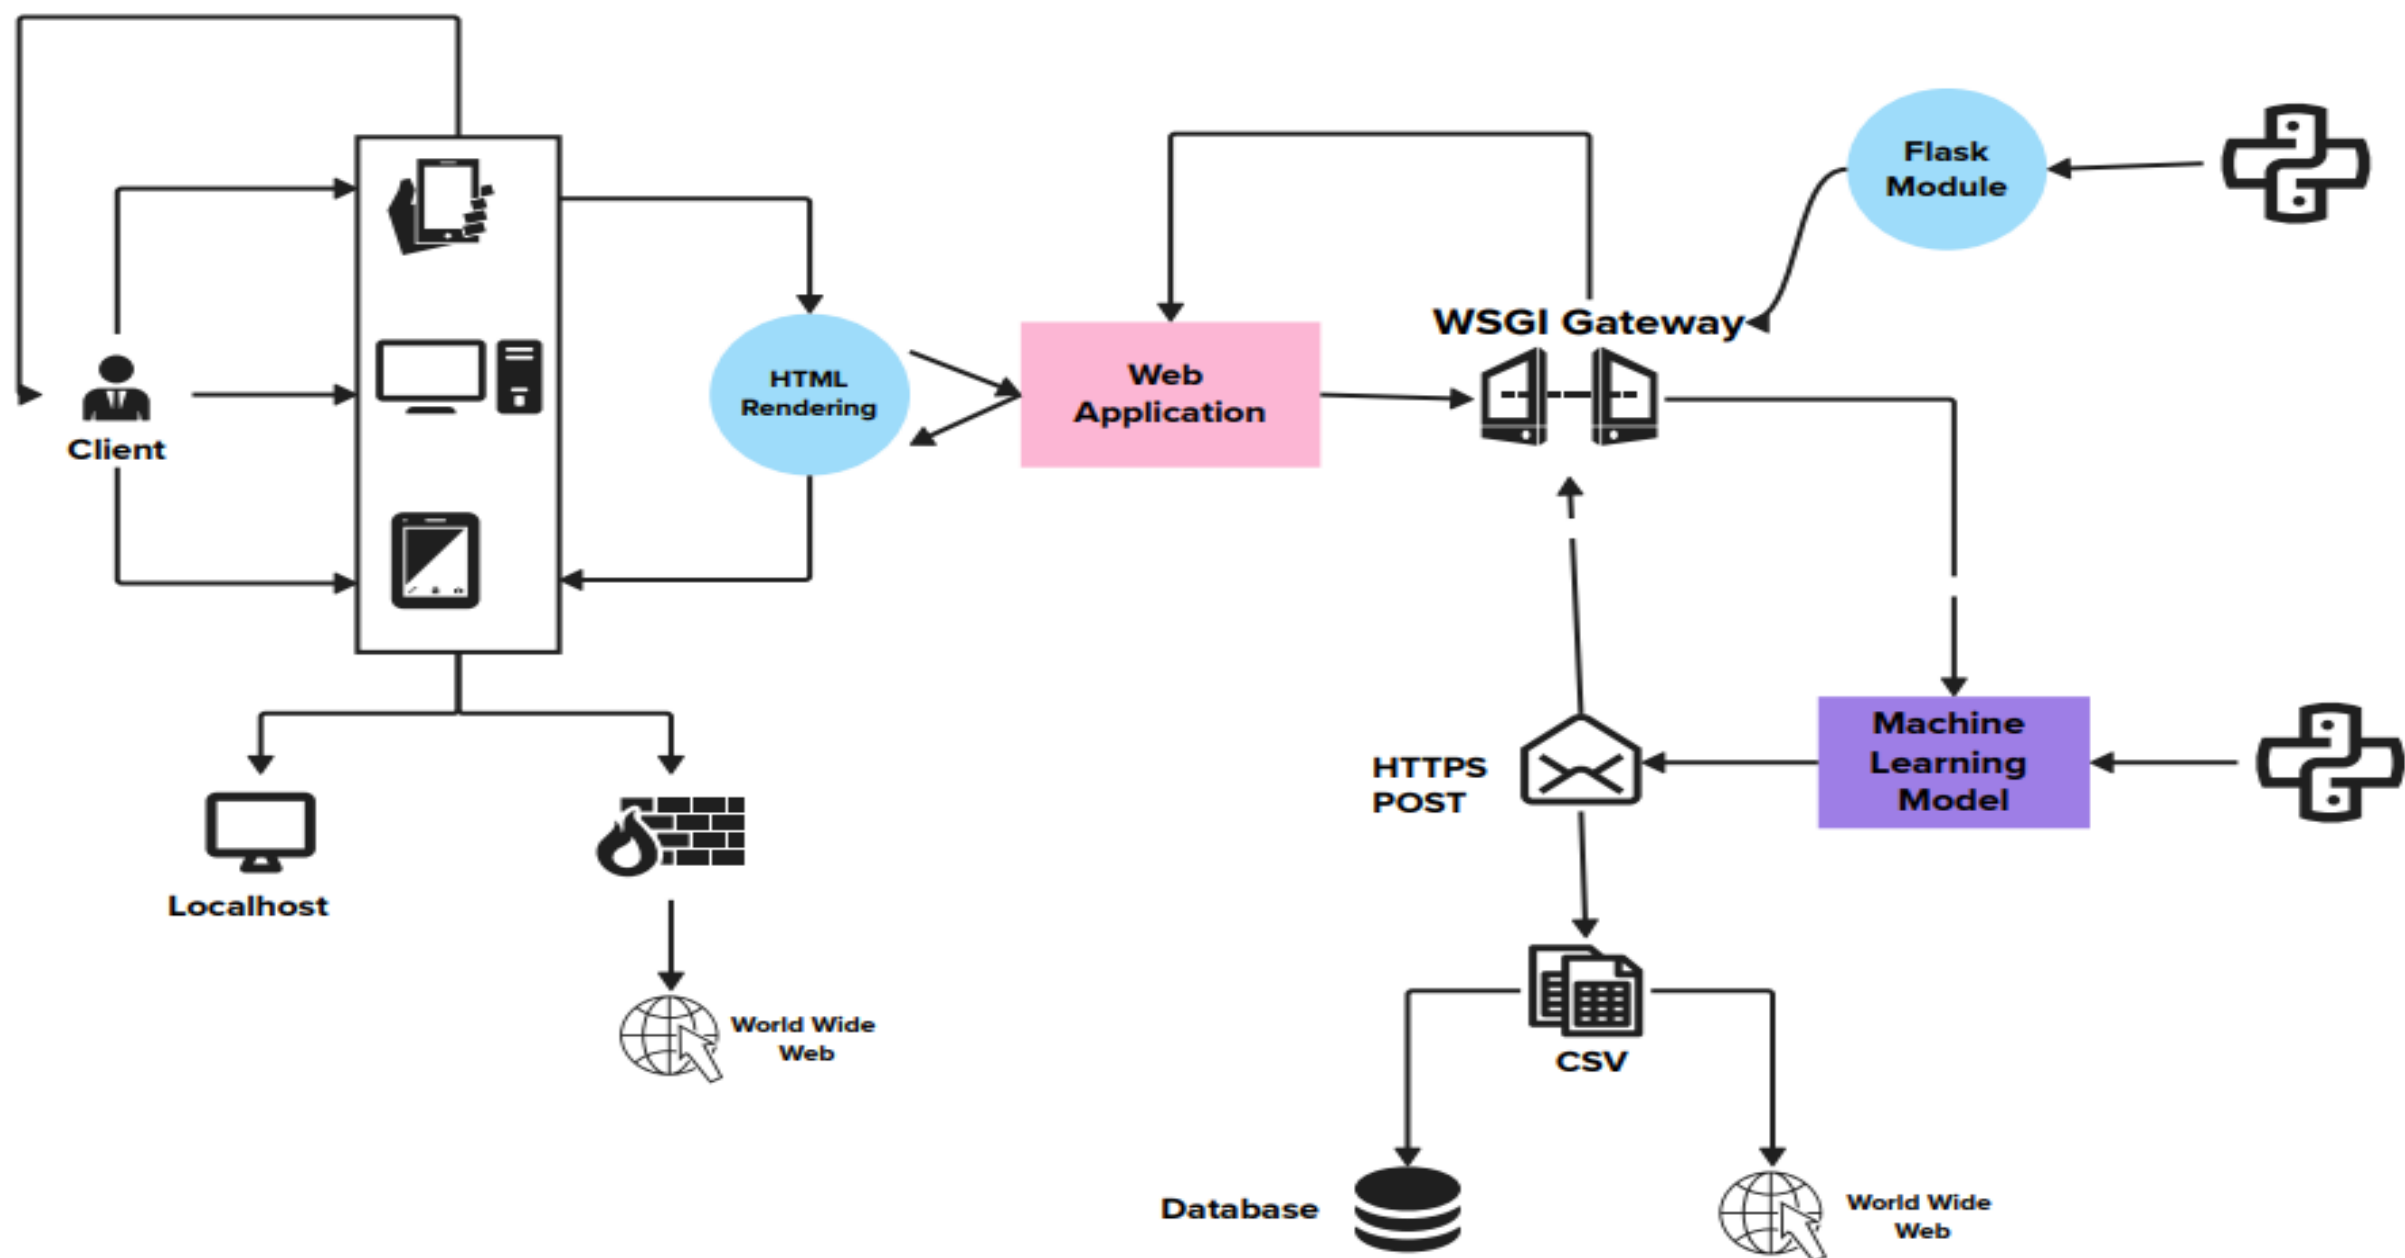 Flask
Module
WSGI Gateway
HTML
Rendering
Web
Application
Client
Machine
Learning
Model
HTTPS
POST
Localhost
World Wide
Web
CSV
Database
World Wide
Web